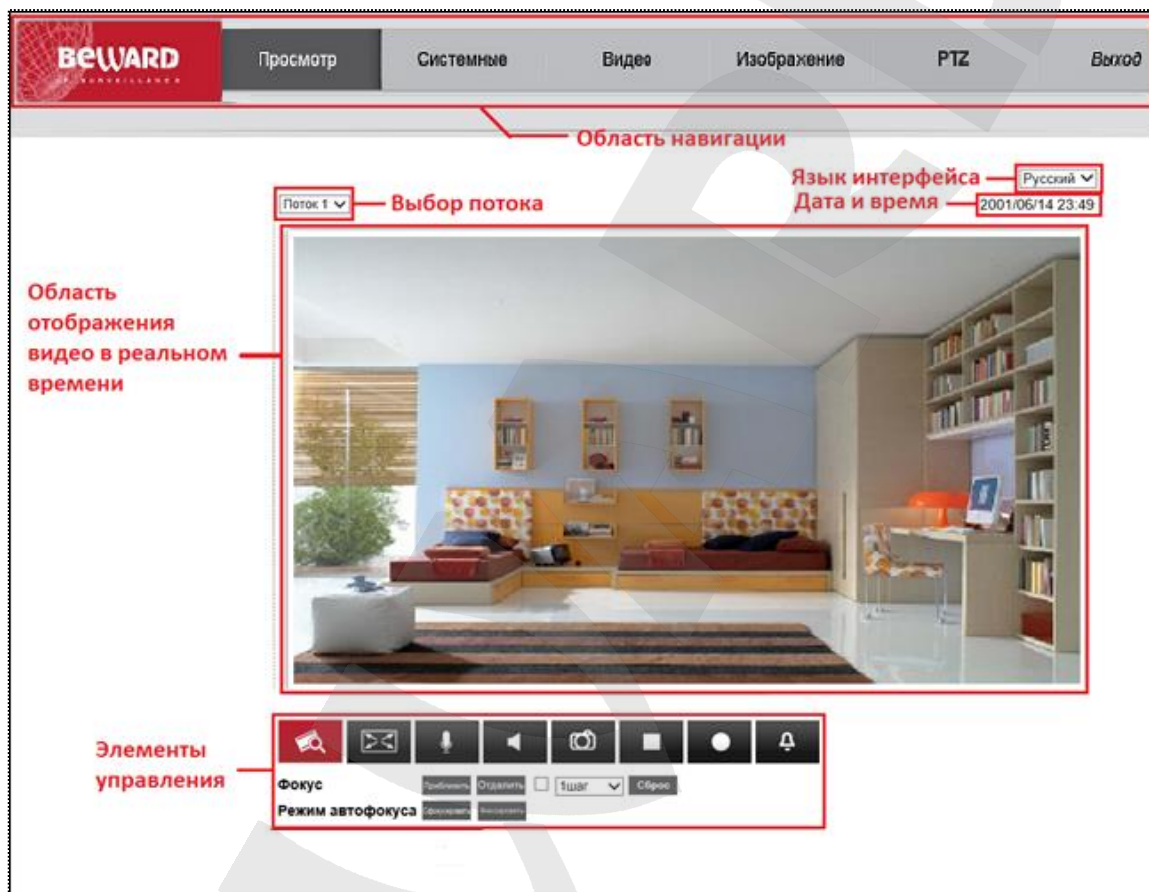 BEWARD
Просмотр
Системные
Видео
Изображение
PTZ
Выход
Область навигации
Язык интерфейса
Русский
Поток 1
Выбор потока
Дата и время
2001/06/14 23:49
Область
отображения
видео в реальном
времени
Элементы
управления
Фокус
Приблизить
Отдалить
1шаг
Сброс
Режим автофокуса